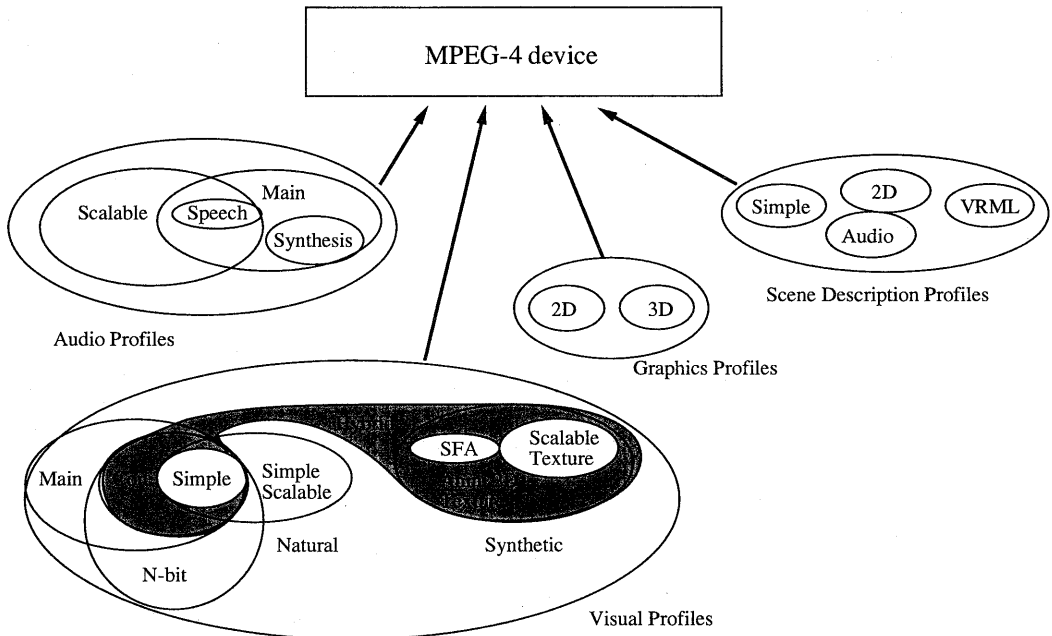 MPEG-4 device
Main
Scalable
Speech
Synthesis
Audio Profiles
2D
3D
Graphics Profiles
Simple
2D
VRML
Audio
Scene Description Profiles
SFA
Scalable
Texture
Main
Simple
Simple
Scalable
Natural
Synthetic
N-bit
Visual Profiles